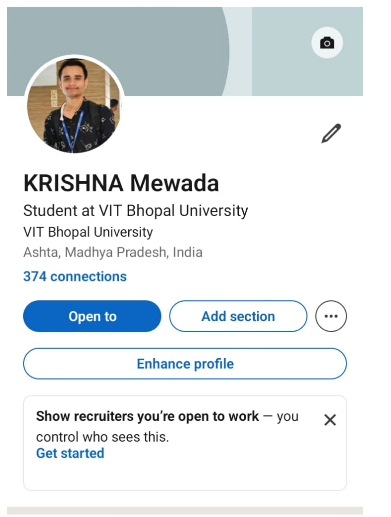 KRISHNA Mewada
Student at VIT Bhopal University
VIT Bhopal University
Ashta, Madhya Pradesh, India
374 connections
Open to
Add section
Enhance profile
Show recruiters you’re open to work — you
control who sees this.
Get started